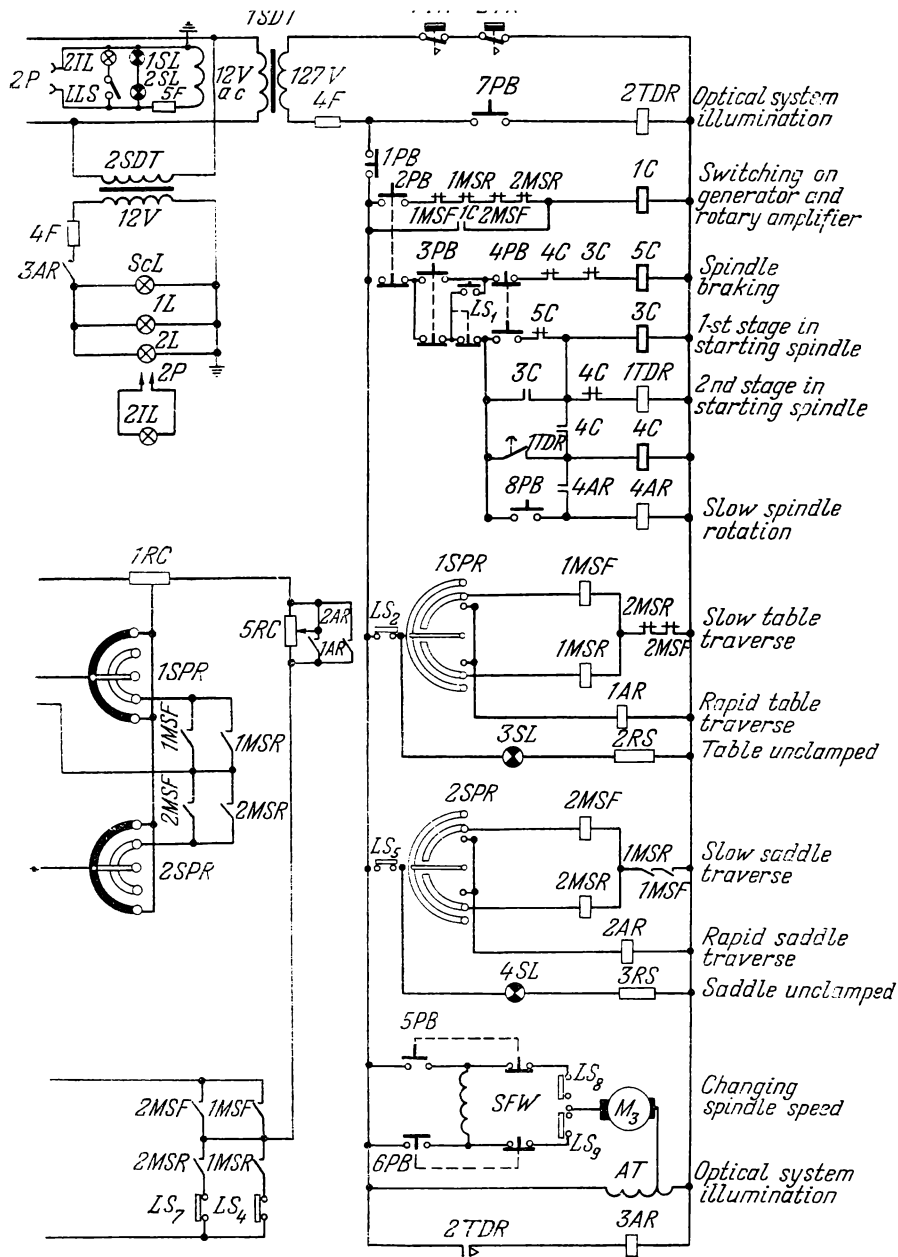 1SDT
2IL
1SL
2SL
2P
LLS
5F
12V
ac
127V
4F
7PB
2TDR
Optical system
illumination
1PB
2SDT
12V
4F
3AR
ScL
1L
2L
2P
2IL
2PB
1MSR
2MSR
1MSF
1C
2MSF
1C
Switching on
generator and
rotary amplifier
3PB
4PB
4C
3C
5C
Spindle
braking
LS1
5C
3C
1-st stage in
starting spindle
3C
4C
1TDR
2nd stage in
starting spindle
1TDR
4C
4C
8PB
4AR
4AR
Slow spindle
rotation
1RC
5RC
2AR
1AR
1SPR
1MSF
1MSR
2MSF
2MSR
2SPR
LS2
1SPR
1MSF
2MSR
2MSF
Slow table
traverse
1MSR
1AR
Rapid table
traverse
3SL
2RS
Table unclamped
LS5
2SPR
2MSF
1MSR
1MSF
Slow saddle
traverse
2MSR
2AR
Rapid saddle
traverse
4SL
3RS
Saddle unclamped
5PB
SFW
LS8
LS9
M3
Changing
spindle speed
6PB
AT
Optical system
illumination
2TDR
3AR
2MSF
1MSF
2MSR
1MSR
LS7
LS4